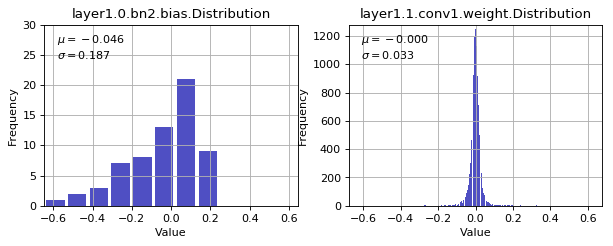 layer1.0.bn2.bias.Distribution
μ = −0.046
σ = 0.187
Frequency
30
25
20
15
10
5
0
−0.6 −0.4 −0.2 0.0 0.2 0.4 0.6
Value
layer1.1.conv1.weight.Distribution
μ = −0.000
σ = 0.033
Frequency
1200
1000
800
600
400
200
0
−0.6 −0.4 −0.2 0.0 0.2 0.4 0.6
Value